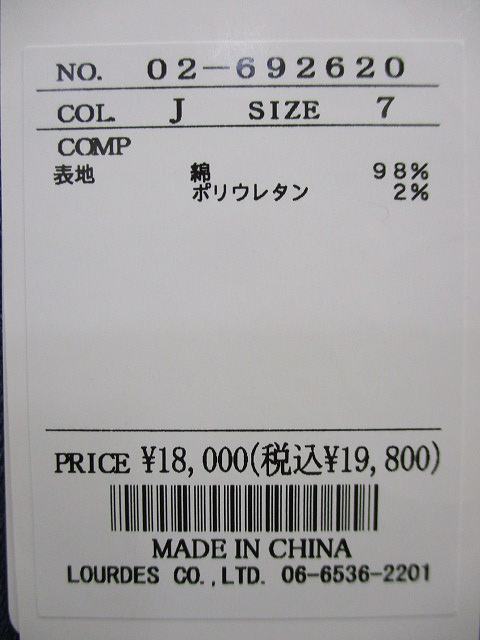 NO. 02-692620
COL. J SIZE 7
COMP
表地 綿 98%
ポリウレタン 2%
PRICE ¥18,000(税込¥19,800)
MADE IN CHINA
LOURDES CO.,LTD. 06-6536-2201